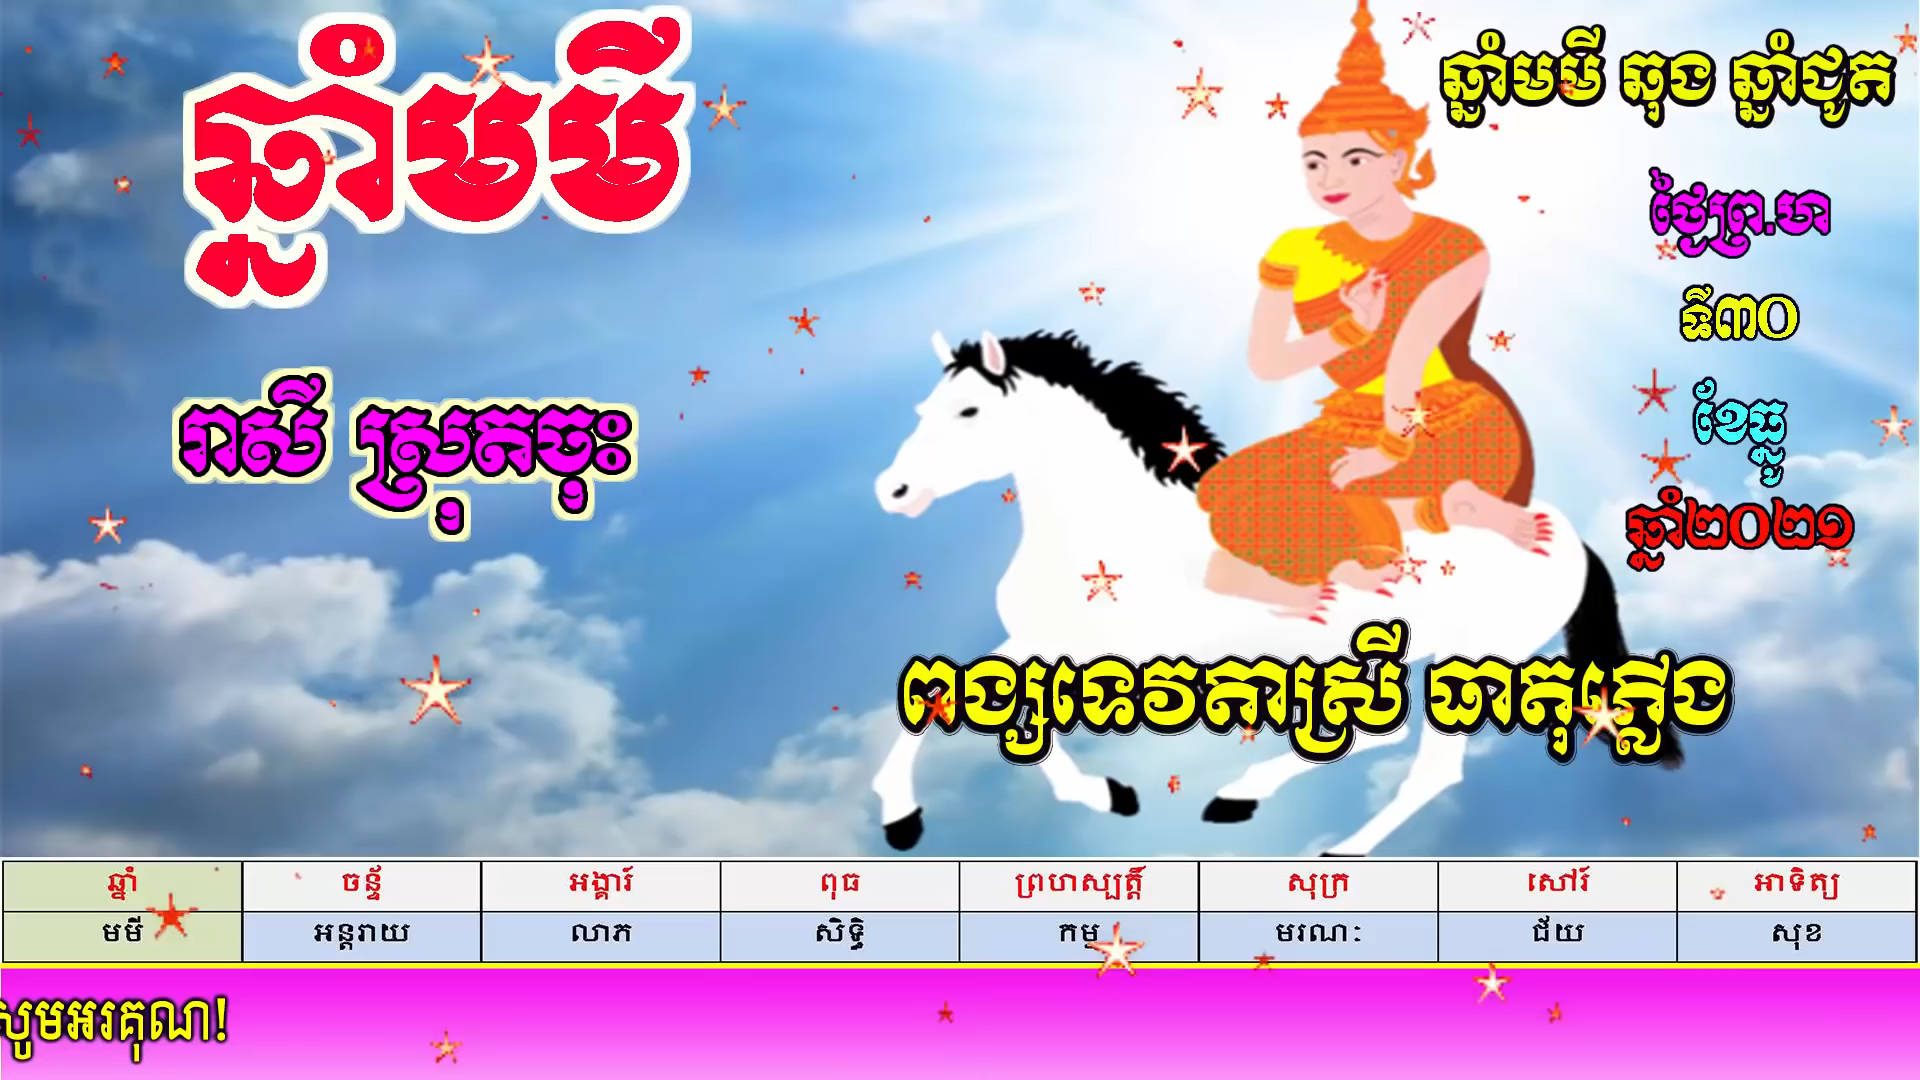 ឆ្នាំមមី
រាសី ស្រុតចុះ
ឆ្នាំមមី ឆុង ឆ្នាំជូត
ថ្ងៃព្រ.ហ
ទី៣០
ខែធ្នូ
ឆ្នាំ២០២១
ពង្សទេវតាស្រី ធាតុភ្លើង
ឆ្នាំ ចន្ទ័ អង្គារ៍ ពុធ ព្រហស្បត្តិ៍ សុក្រ សៅរ៍ អាទិត្យ
មមី អន្តរាយ លាភ សិទ្ធិ កម្ម មរណៈ ជ័យ សុខ
សូមអរគុណ!